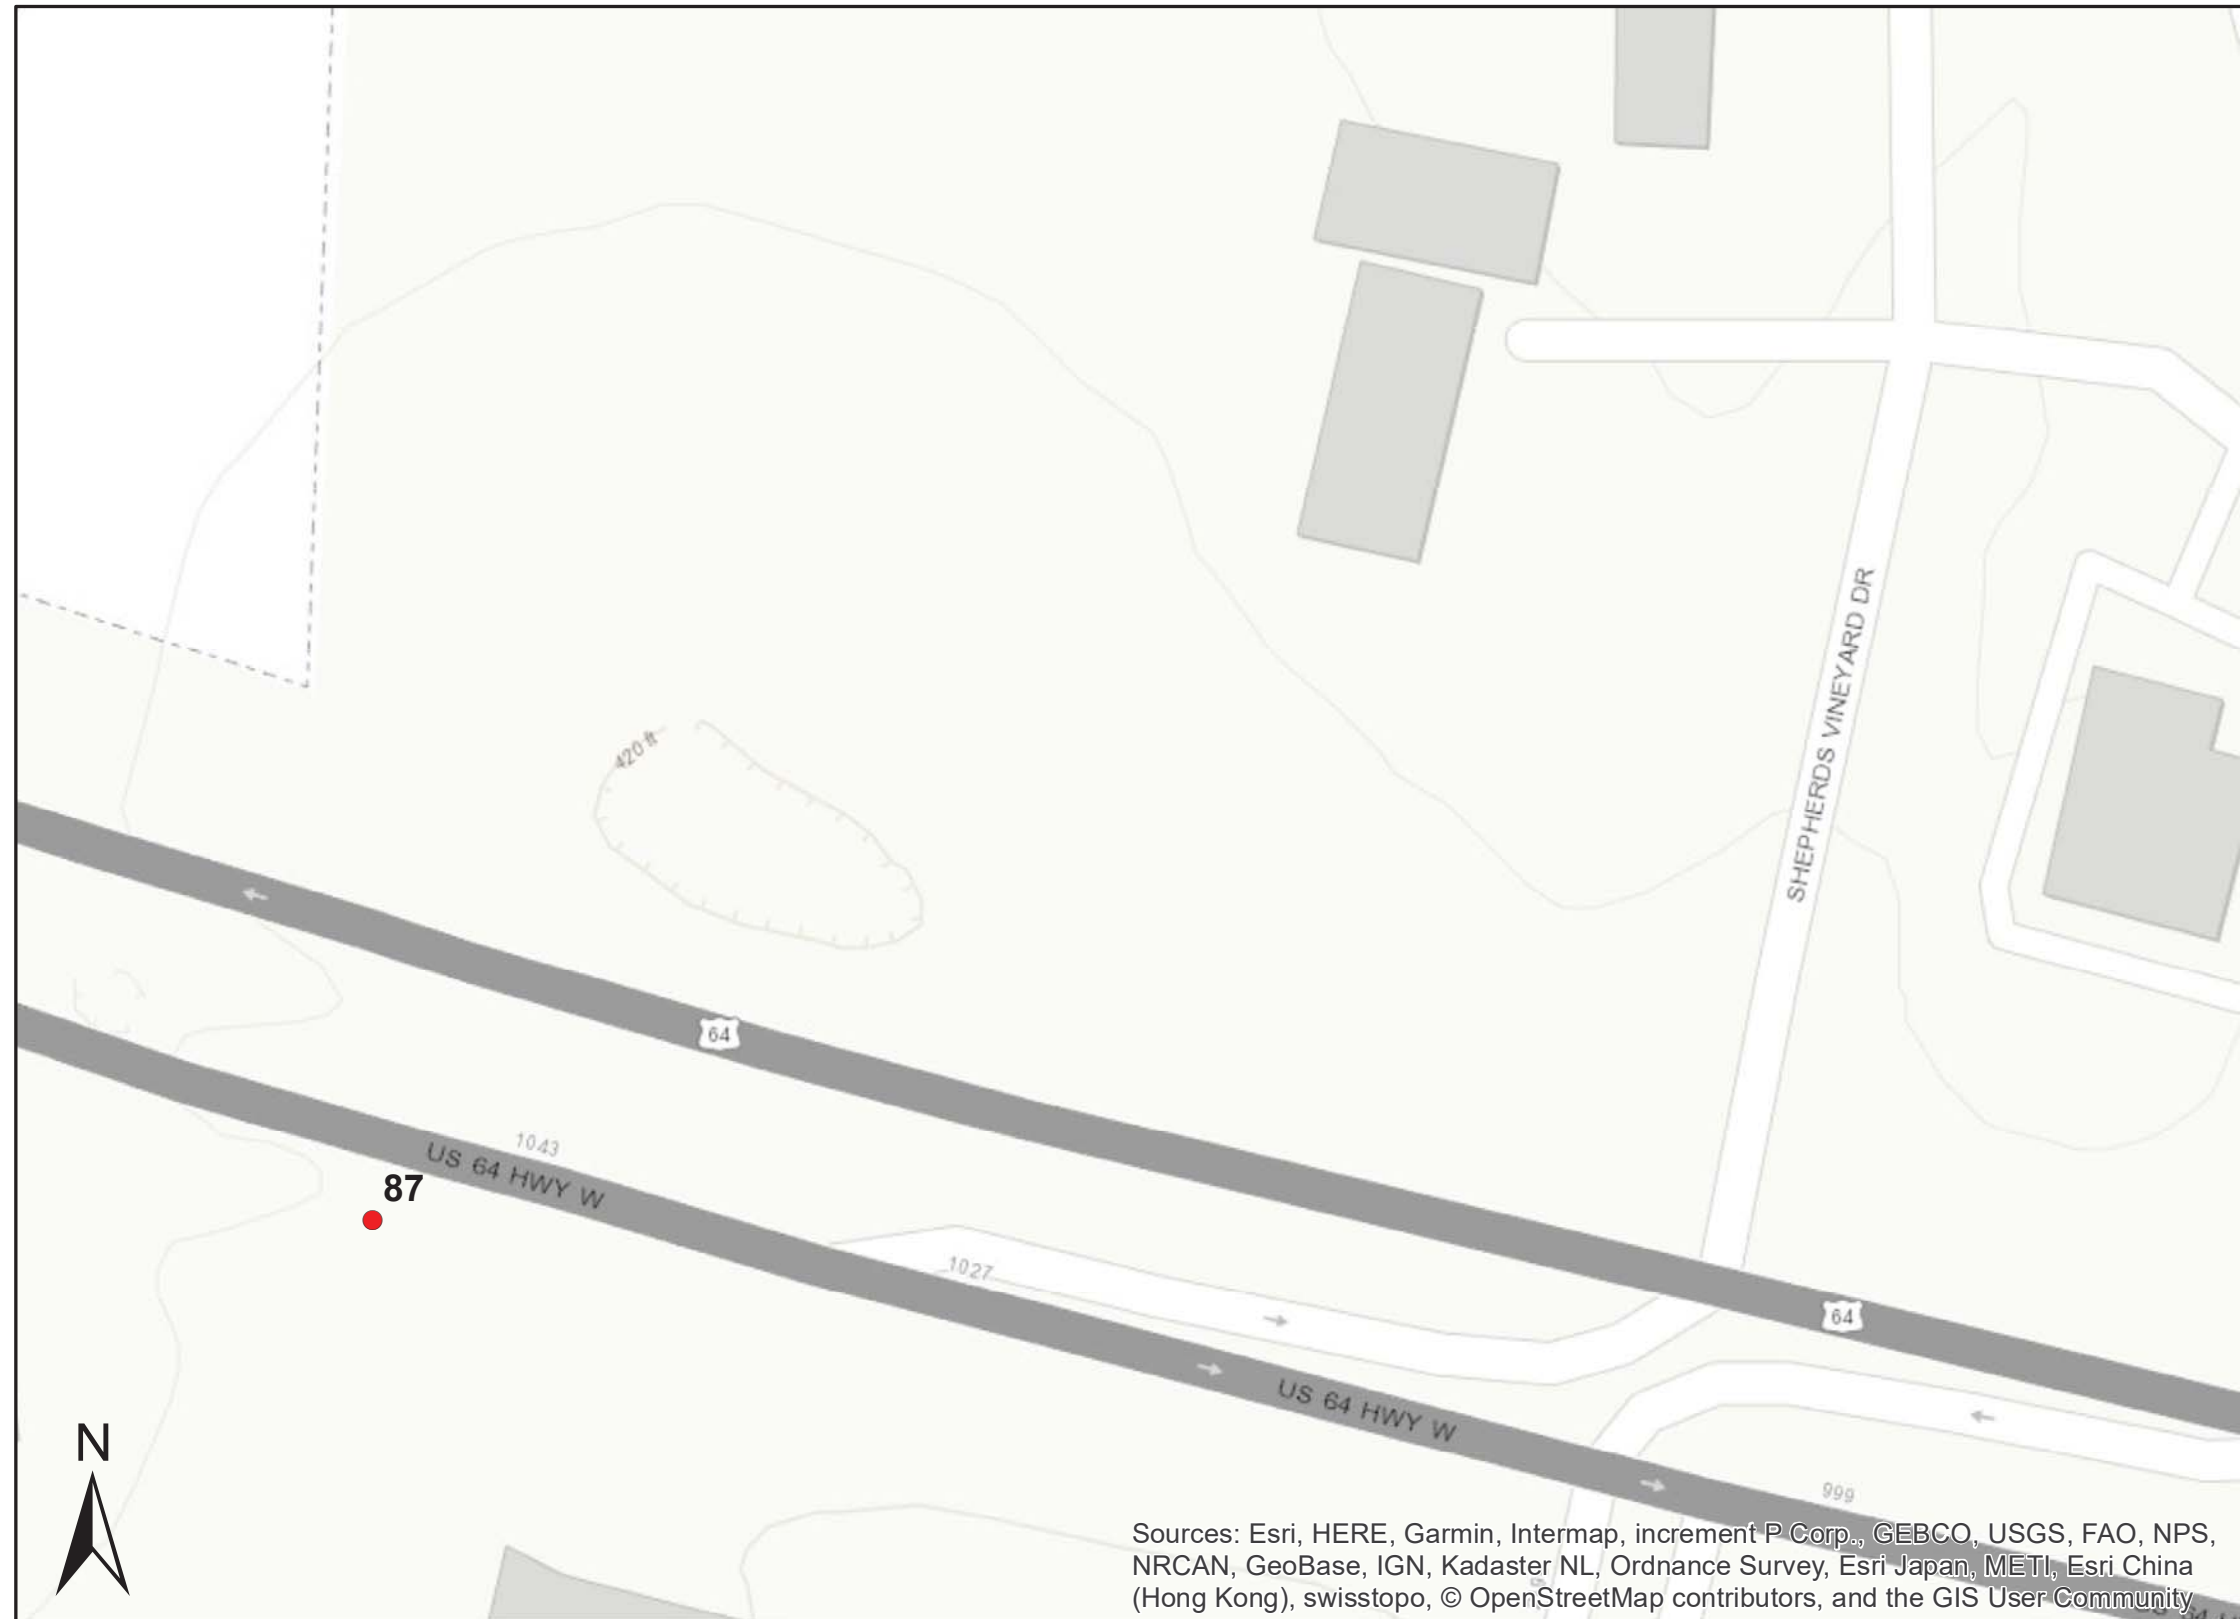 SHEPHERDS VINEYARD DR
420 ft
64
1043
US 64 HWY W
87
1027
64
US 64 HWY W
N
999
Sources: Esri, HERE, Garmin, Intermap, increment P Corp., GEBCO, USGS, FAO, NPS,
NRCAN, GeoBase, IGN, Kadaster NL, Ordnance Survey, Esri Japan, METI, Esri China
(Hong Kong), swisstopo, © OpenStreetMap contributors, and the GIS User Community